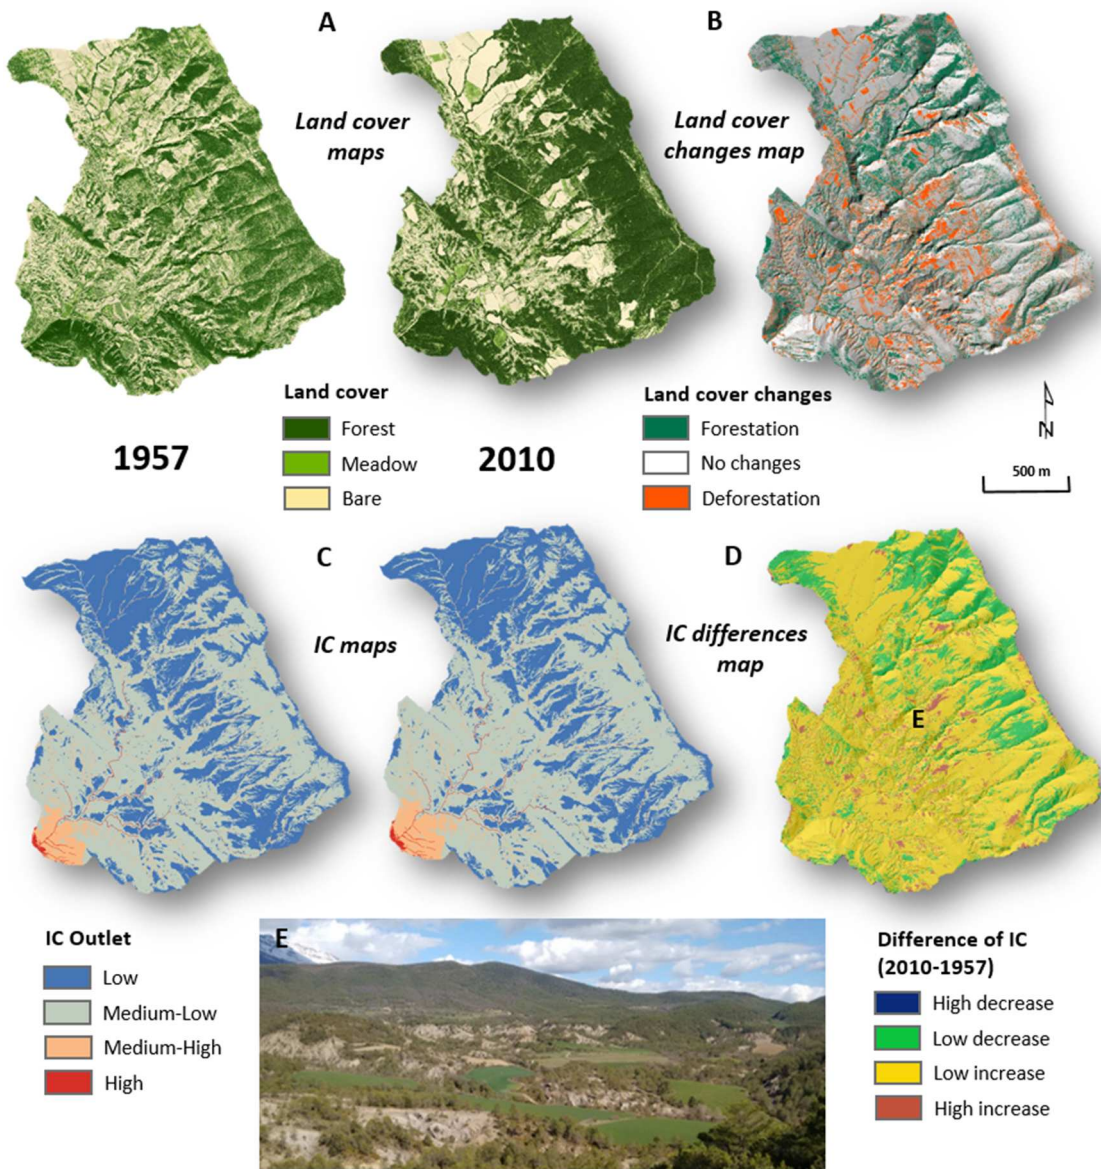 A
B
Land cover
maps
Land cover
changes map
Land cover
Forest
Meadow
Bare
1957
2010
Land cover changes
Forestation
No changes
Deforestation
N
500 m
C
D
IC maps
IC differences
map
E
IC Outlet
Low
Medium-Low
Medium-High
High
E
Difference of IC
(2010-1957)
High decrease
Low decrease
Low increase
High increase